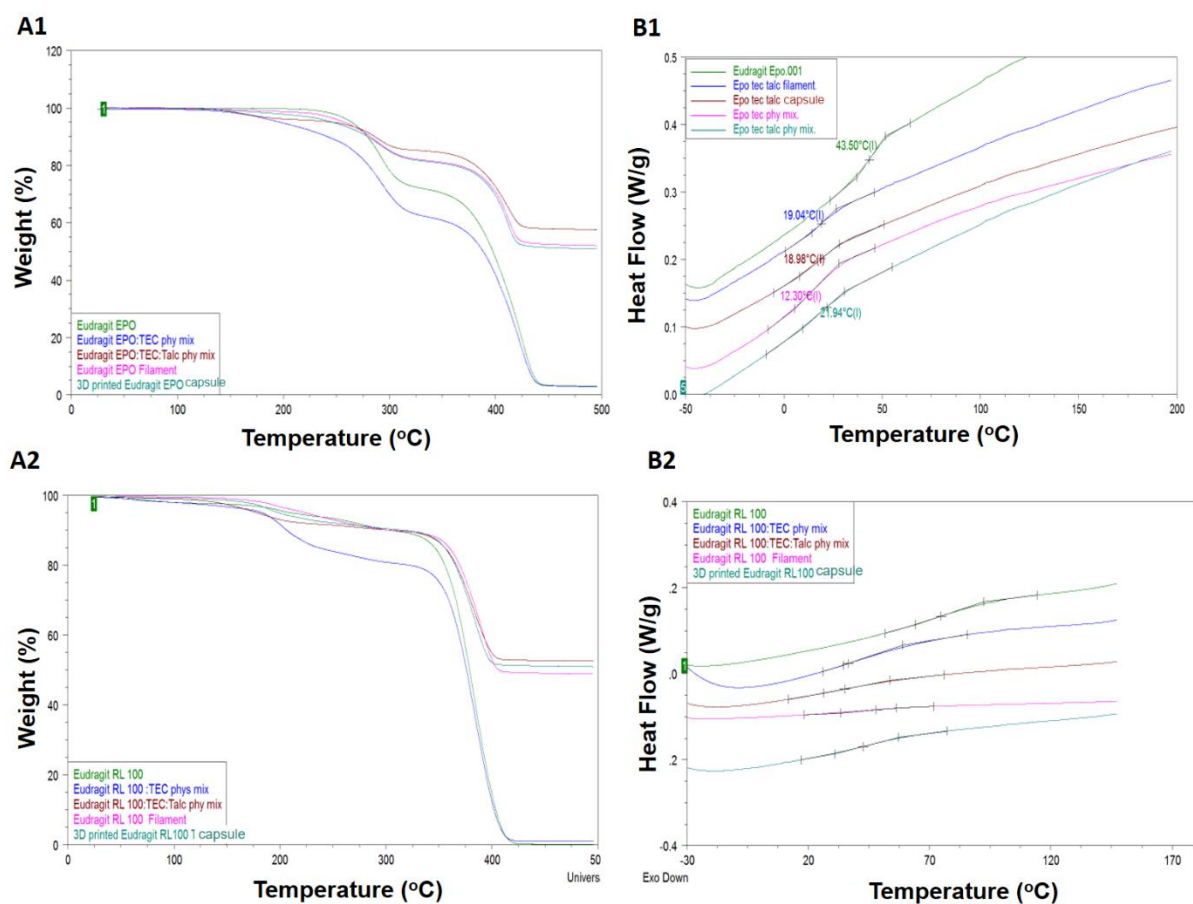 A1
120
100
80
60
40
20
0
1
Eudragit EPO
Eudragit EPO:TEC phy mix
Eudragit EPO:TEC:Talc phy mix
Eudragit EPO Filament
3D printed Eudragit EPO capsule
0 100 200 300 400 500
Weight (%)
Temperature (°C)
B1
0.5
0.4
0.3
0.2
0.1
0.0
Eudragit Epo.001
Epo tec talc filament
Epo tec talc capsule
Epo tec phy mix.
Epo tec talc phy mix.
43.50°C(I)
19.04°C(I)
18.98°C(I)
12.30°C(I)
21.94°C(I)
-50 0 50 100 150 200
Heat Flow (W/g)
Temperature (°C)
A2
100
80
60
40
20
0
1
Eudragit RL 100
Eudragit RL 100 :TEC phys mix
Eudragit RL 100:TEC:Talc phy mix
Eudragit RL 100 Filament
3D printed Eudragit RL100 1 capsule
0 100 200 300 400 50
Univers
Weight (%)
Temperature (°C)
B2
0.4
.2
.0
.2
-0.4
1
Eudragit RL 100
Eudragit RL 100:TEC phy mix
Eudragit RL 100:TEC:Talc phy mix
Eudragit RL 100 Filament
3D printed Eudragit RL100 capsule
-30 20 70 120 170
Exo Down
Heat Flow (W/g)
Temperature (°C)